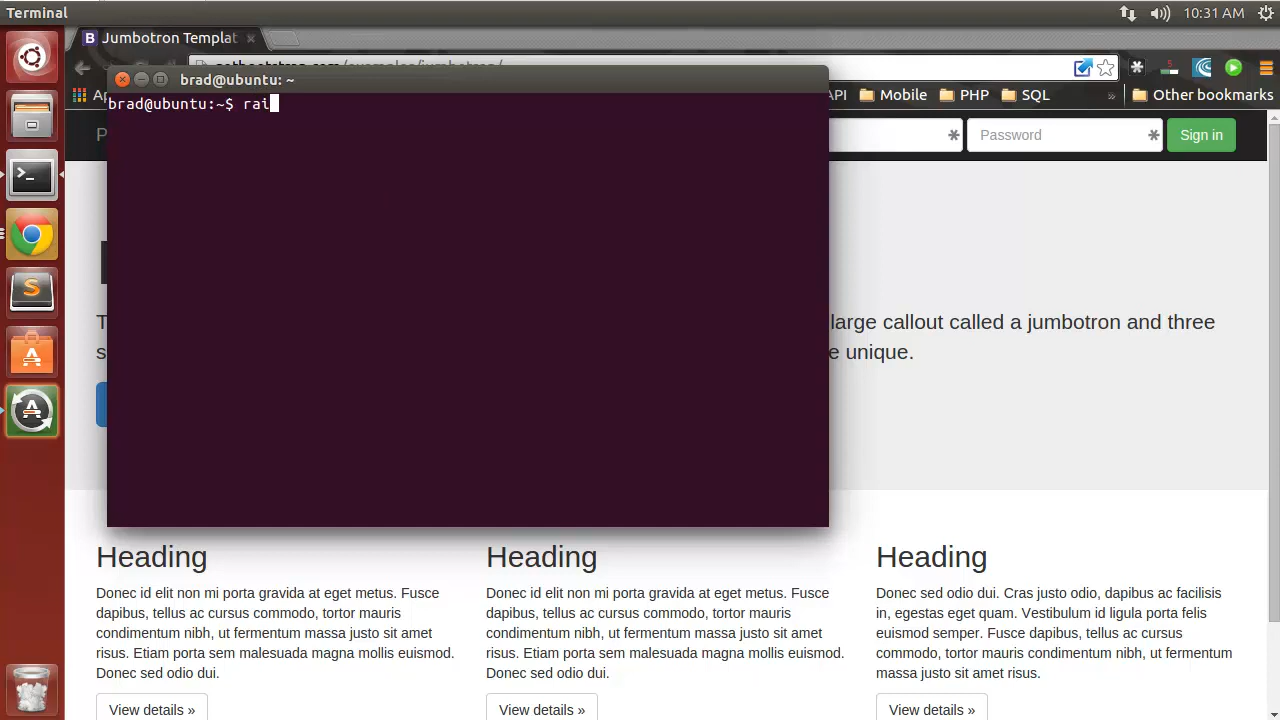 Terminal
10:31 AM
B Jumbotron Templat
brad@ubuntu: ~
Mobile
PHP
SQL
»
Other bookmarks
brad@ubuntu:~$ rai
Password
Sign in
large callout called a jumbotron and three
e unique.
Heading
Donec id elit non mi porta gravida at eget metus. Fusce
dapibus, tellus ac cursus commodo, tortor mauris
condimentum nibh, ut fermentum massa justo sit amet
risus. Etiam porta sem malesuada magna mollis euismod.
Donec sed odio dui.
View details »
Heading
Donec id elit non mi porta gravida at eget metus. Fusce
dapibus, tellus ac cursus commodo, tortor mauris
condimentum nibh, ut fermentum massa justo sit amet
risus. Etiam porta sem malesuada magna mollis euismod.
Donec sed odio dui.
View details »
Heading
Donec sed odio dui. Cras justo odio, dapibus ac facilisis
in, egestas eget quam. Vestibulum id ligula porta felis
euismod semper. Fusce dapibus, tellus ac cursus
commodo, tortor mauris condimentum nibh, ut fermentum
massa justo sit amet risus.
View details »